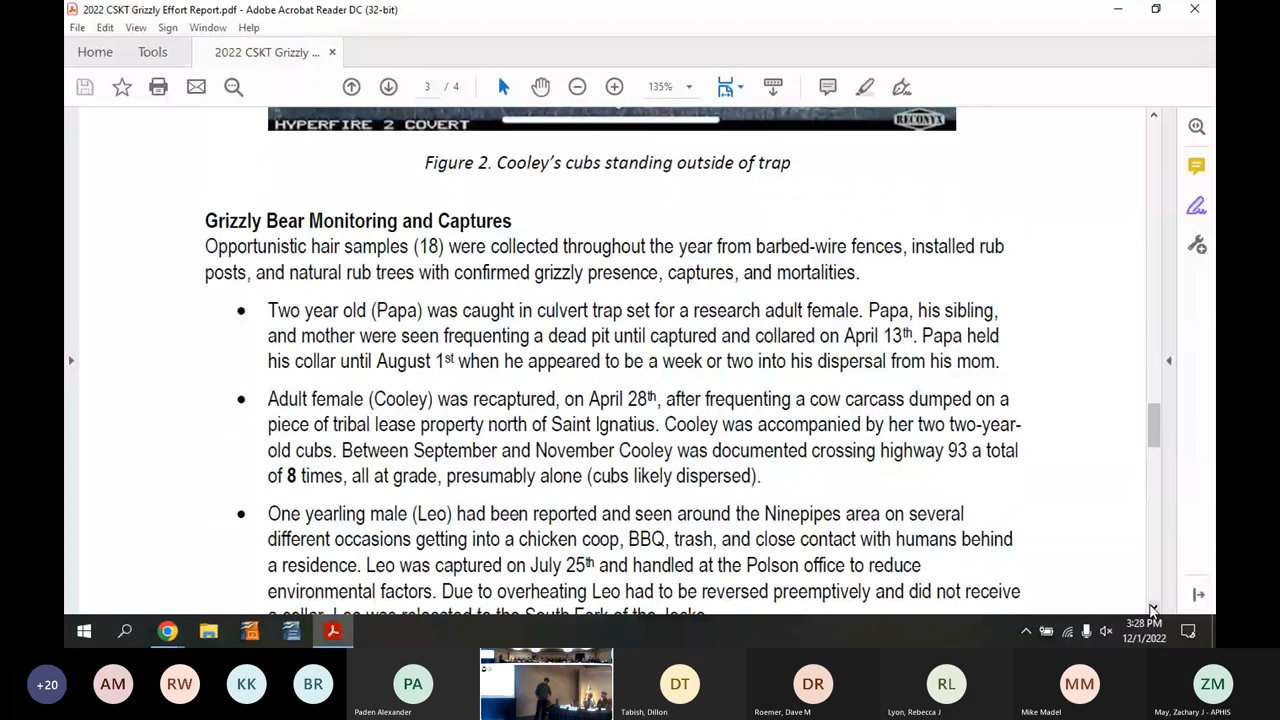 2022 CSKT Grizzly Effort Report.pdf - Adobe Acrobat Reader DC (32-bit)
File Edit View Sign Window Help
Home Tools 2022 CSKT Grizzly ... ×
3 / 4 135%
HYPERFIRE 2 COVERT RECONYX
Figure 2. Cooley's cubs standing outside of trap
Grizzly Bear Monitoring and Captures
Opportunistic hair samples (18) were collected throughout the year from barbed-wire fences, installed rub
posts, and natural rub trees with confirmed grizzly presence, captures, and mortalities.
• Two year old (Papa) was caught in culvert trap set for a research adult female. Papa, his sibling,
and mother were seen frequenting a dead pit until captured and collared on April 13th. Papa held
his collar until August 1st when he appeared to be a week or two into his dispersal from his mom.
• Adult female (Cooley) was recaptured, on April 28th, after frequenting a cow carcass dumped on a
piece of tribal lease property north of Saint Ignatius. Cooley was accompanied by her two two-year-
old cubs. Between September and November Cooley was documented crossing highway 93 a total
of 8 times, all at grade, presumably alone (cubs likely dispersed).
• One yearling male (Leo) had been reported and seen around the Ninepipes area on several
different occasions getting into a chicken coop, BBQ, trash, and close contact with humans behind
a residence. Leo was captured on July 25th and handled at the Polson office to reduce
environmental factors. Due to overheating Leo had to be reversed preemptively and did not receive
a collar. Leo was relocated to the South Fork of the Jocko.
3:28 PM
12/1/2022
+20 AM RW KK BR PA DT DR RL MM ZM
Paden Alexander Tabish, Dillon Roemer, Dave M Lyon, Rebecca J Mike Madel May, Zachary J - APHIS